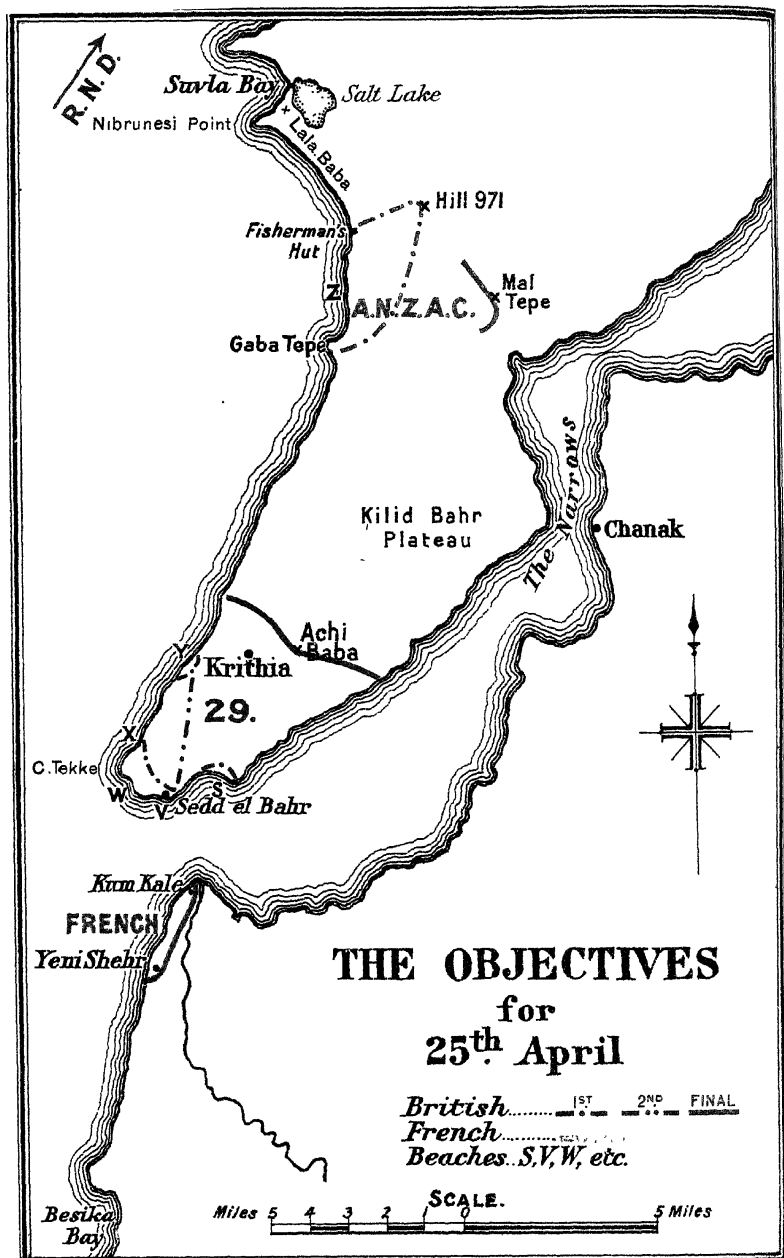 R.N.D.
Suvla Bay
Salt Lake
Nibrunesi Point
Lala Baba
Hill 971
Fisherman's
Hut
Z
Mal
Tepe
A.N.Z.A.C.
Gaba Tepe
The Narrows
Kilid Bahr
Plateau
Chanak
Achi
Baba
Y
Krithia
29.
X
C. Tekke
W
V
S
Sedd el Bahr
Kum Kale
FRENCH
Yeni Shehr
THE OBJECTIVES
for
25th April
British 1ST 2ND FINAL
French
Beaches S, V, W, etc.
SCALE.
Miles 5 4 3 2 1 0 5 Miles
Besika
Bay